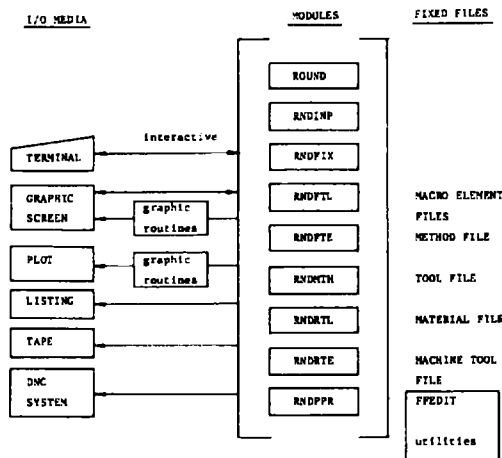 I/O MEDIA
MODULES
FIXED FILES
ROUND
RNDINP
interactive
TERMINAL
RNDFIX
GRAPHIC
SCREEN
graphic
routines
RNDFTL
MACRO ELEMENT
FILES
RNDFTE
METHOD FILE
PLOT
graphic
routines
RNDMTH
TOOL FILE
LISTING
RNDRTL
MATERIAL FILE
TAPE
RNDRTE
MACHINE TOOL
FILE
DNC
SYSTEM
RNDPPR
FFEDIT
utilities